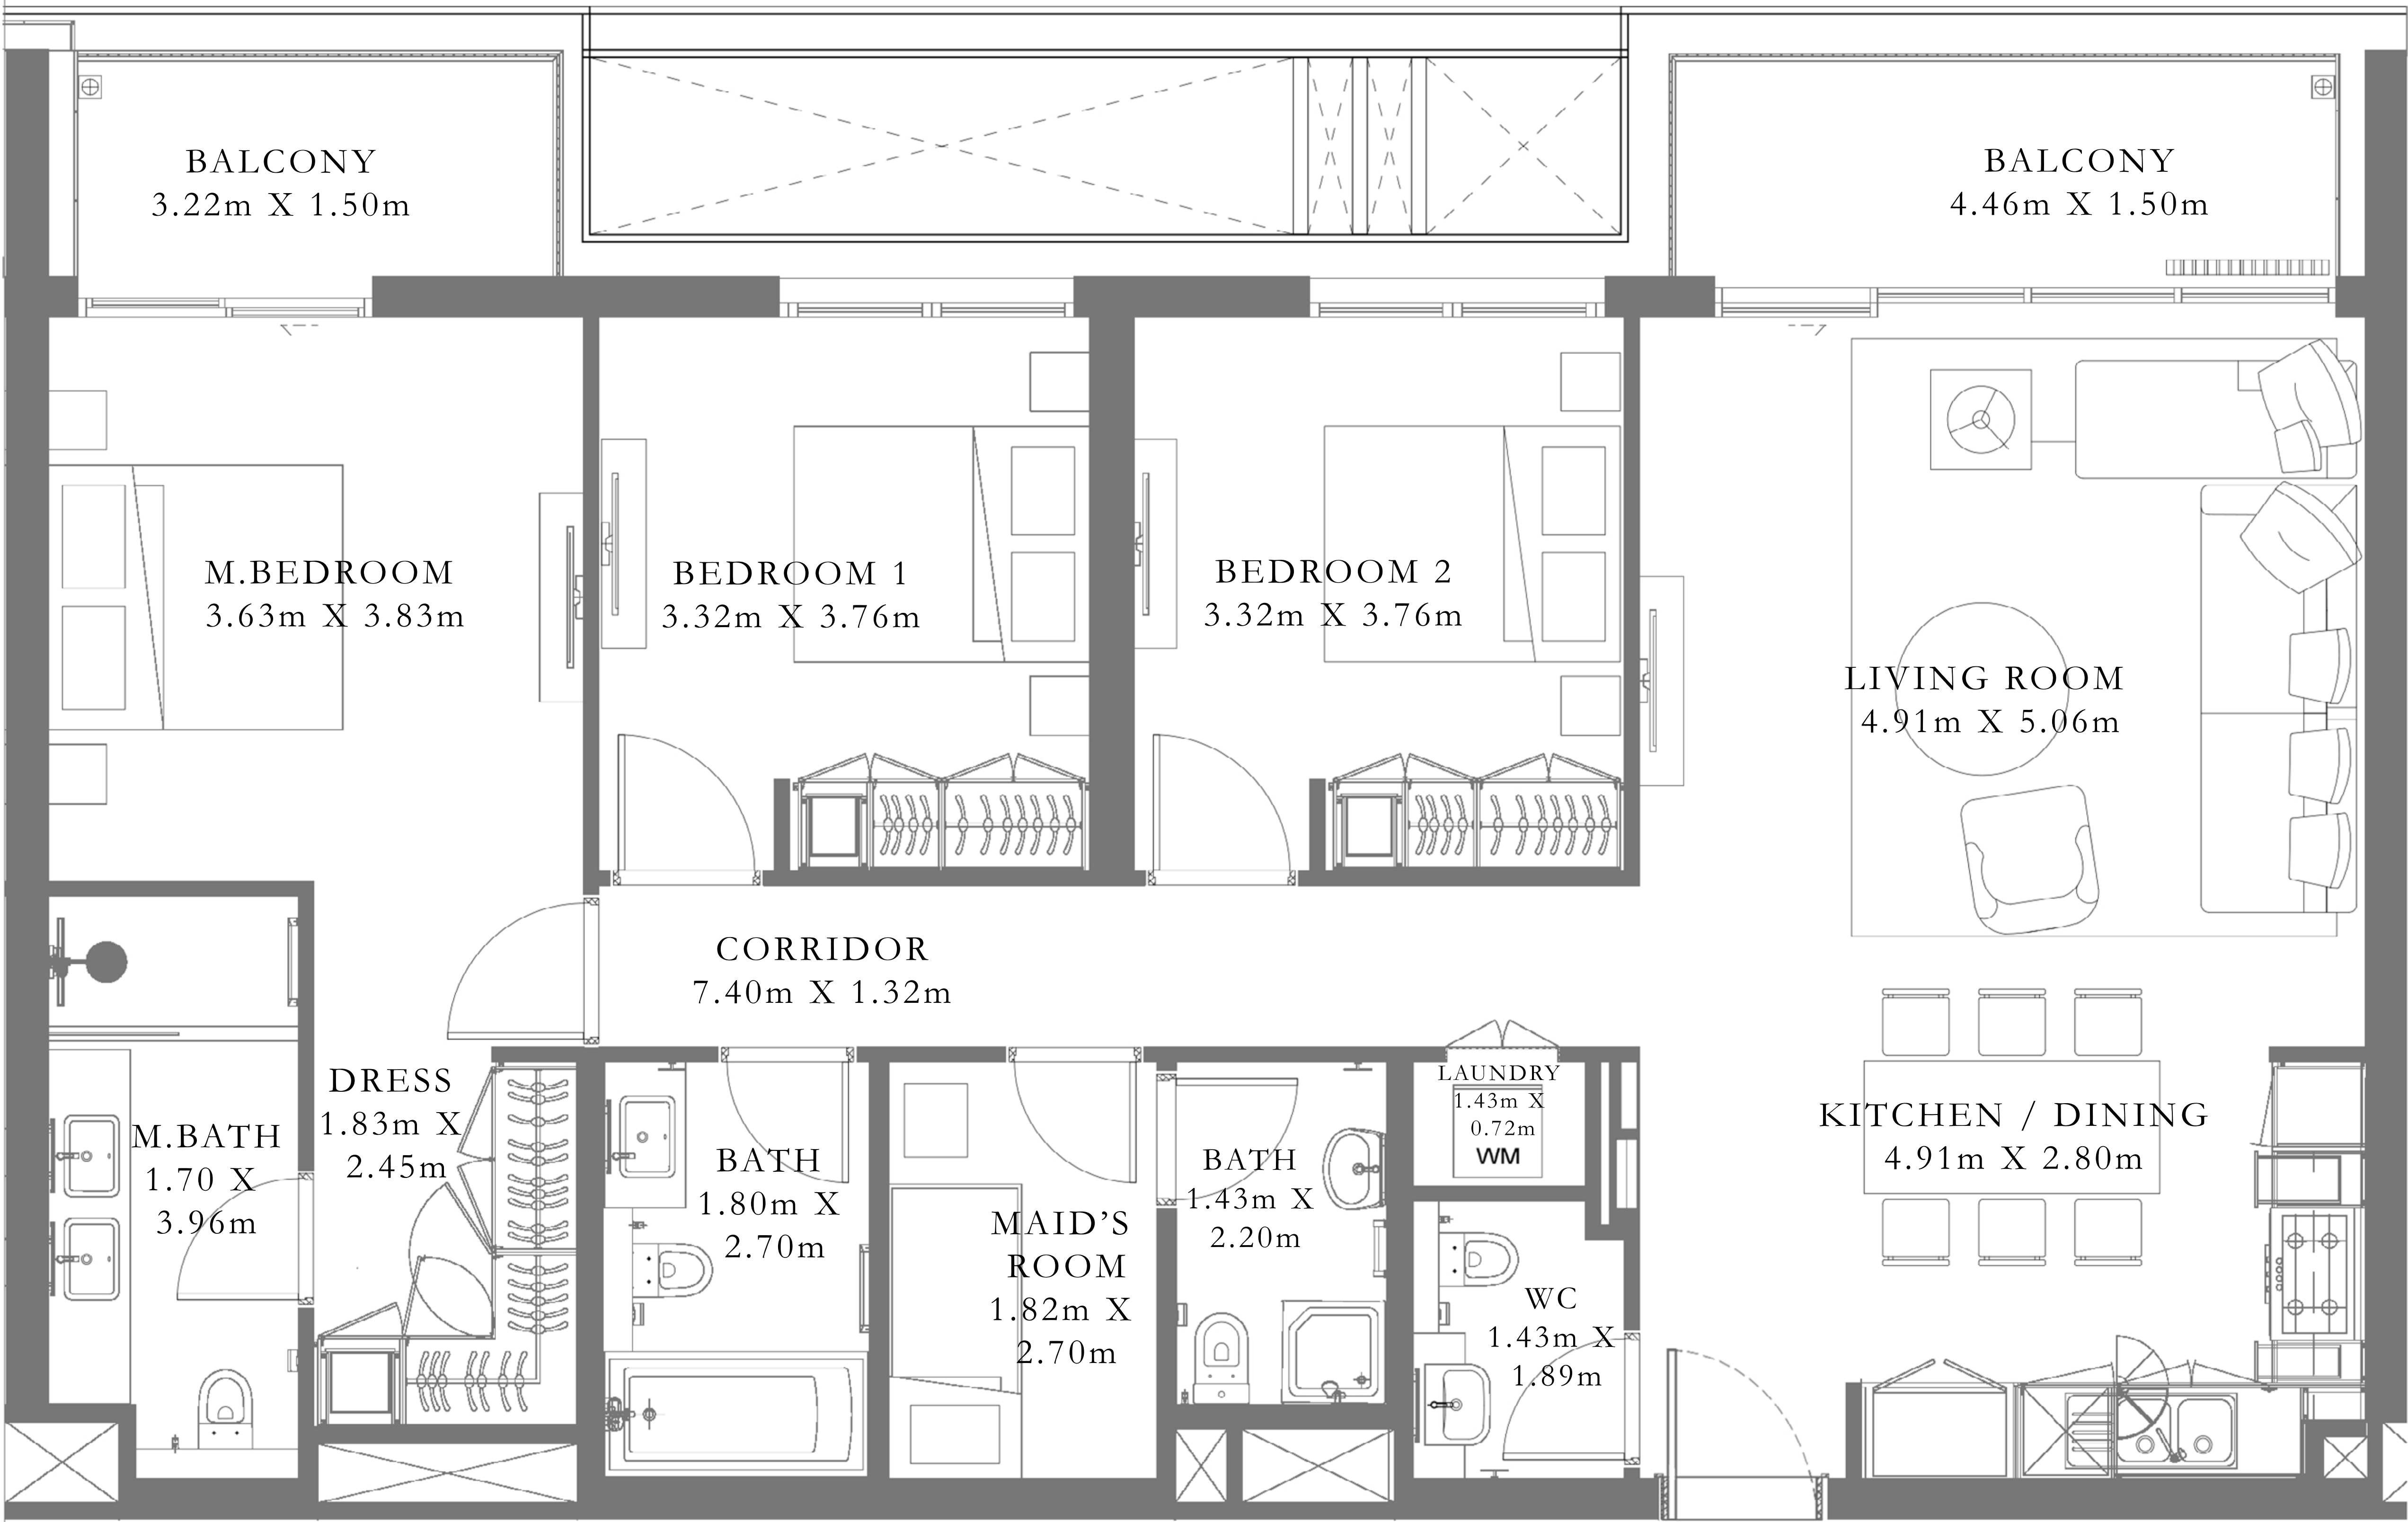 BALCONY
3.22m X 1.50m
BALCONY
4.46m X 1.50m
M.BEDROOM
3.63m X 3.83m
BEDROOM 1
3.32m X 3.76m
BEDROOM 2
3.32m X 3.76m
LIVING ROOM
4.91m X 5.06m
CORRIDOR
7.40m X 1.32m
DRESS
1.83m X
2.45m
M.BATH
1.70 X
3.96m
BATH
1.80m X
2.70m
MAID’S
ROOM
1.82m X
2.70m
BATH
1.43m X
2.20m
LAUNDRY
1.43m X
0.72m
WM
WC
1.43m X
1.89m
KITCHEN / DINING
4.91m X 2.80m